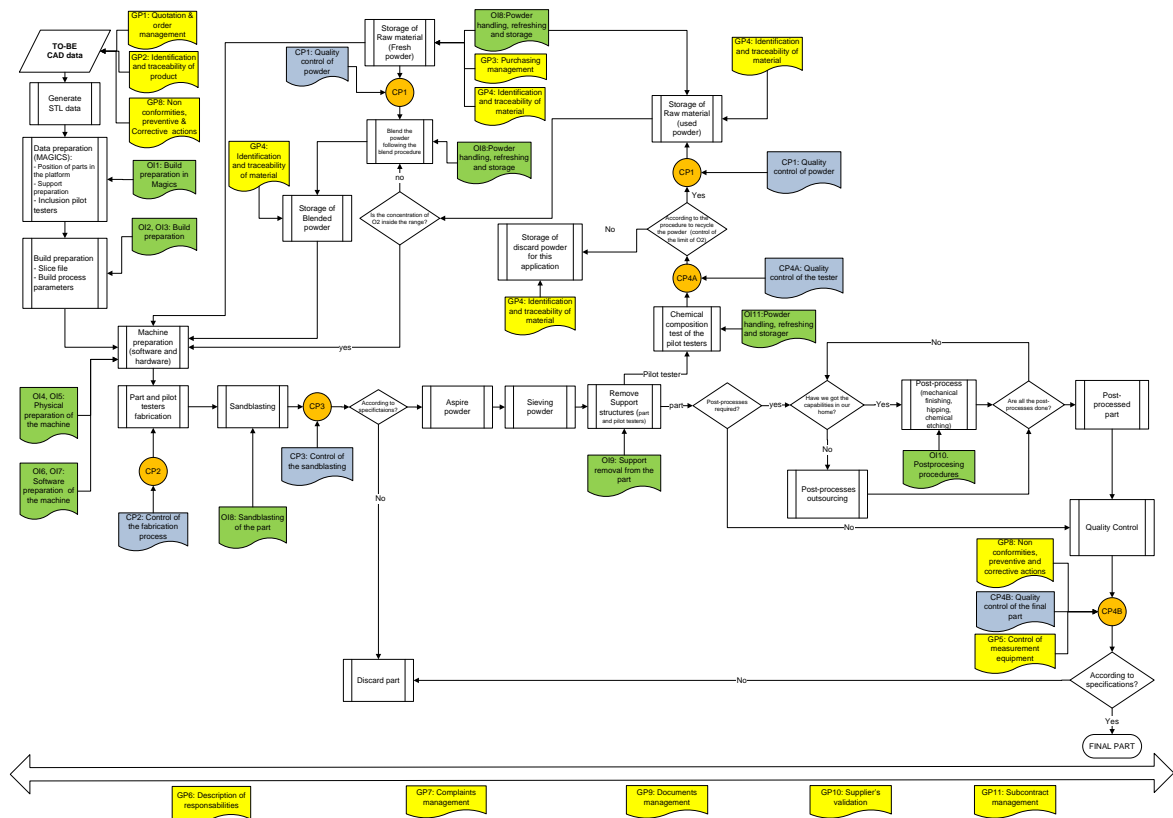 TO-BE
CAD data
GP1: Quotation &
order
management
GP2: Identification
and traceability of
product
GP8: Non
conformities,
preventive &
Corrective actions
Generate
STL data
Data preparation
(MAGICS):
- Position of parts in
the platform
- Support
preparation
- Inclusion pilot
testers
OI1: Build
preparation in
Magics
OI2, OI3: Build
preparation
Build preparation
- Slice file
- Build process
parameters
Storage of
Raw material
(Fresh
powder)
CP1: Quality
control of
powder
CP1
OI8:Powder
handling, refreshing
and storage
GP3: Purchasing
management
GP4: Identification
and traceability of
material
GP4: Identification
and traceability of
material
Storage of
Raw material
(used
powder)
Blend the
powder
following the
blend procedure
OI8:Powder
handling, refreshing
and storage
GP4: Identification
and traceability
of material
no
Storage of
Blended
powder
Is the concentration of
O2 inside the range?
yes
CP1
CP1: Quality
control of powder
Yes
According to the
procedure to recycle
the powder (control of
the limit of O2)
No
Storage of
discard powder
for this
application
GP4: Identification
and traceability of
material
CP4A
CP4A: Quality
control of the tester
Chemical
composition
test of the
pilot testers
OI11:Powder
handling, refreshing
and storager
Pilot tester
Machine
preparation
(software and
hardware)
OI4, OI5:
Physical
preparation of
the machine
OI6, OI7:
Software
preparation of
the machine
Part and pilot
testers
fabrication
CP2
CP2: Control of
the fabrication
process
Sandblasting
OI8: Sandblasting
of the part
CP3
CP3: Control of
the sandblasting
According to
specifictaions?
No
Aspire
powder
Sieving
powder
Remove
Support
structures (part
and pilot testers)
OI9: Support
removal from the
part
part
Post-processes
required?
yes
No
Have we got the
capabilities in our
home?
Yes
No
Post-process
(mechanical
finishing,
hipping,
chemical
etching)
OI10.
Postprocesing
procedures
Post-processes
outsourcing
Are all the post-
processes done?
No
Post-
processed
part
Quality Control
GP8: Non
conformities,
preventive and
corrective actions
CP4B: Quality
control of the final
part
GP5: Control of
measurement
equipment
CP4B
According to
specifications?
No
Discard part
Yes
FINAL PART
GP6: Description of
responsabilities
GP7: Complaints
management
GP9: Documents
management
GP10: Supplier's
validation
GP11: Subcontract
management